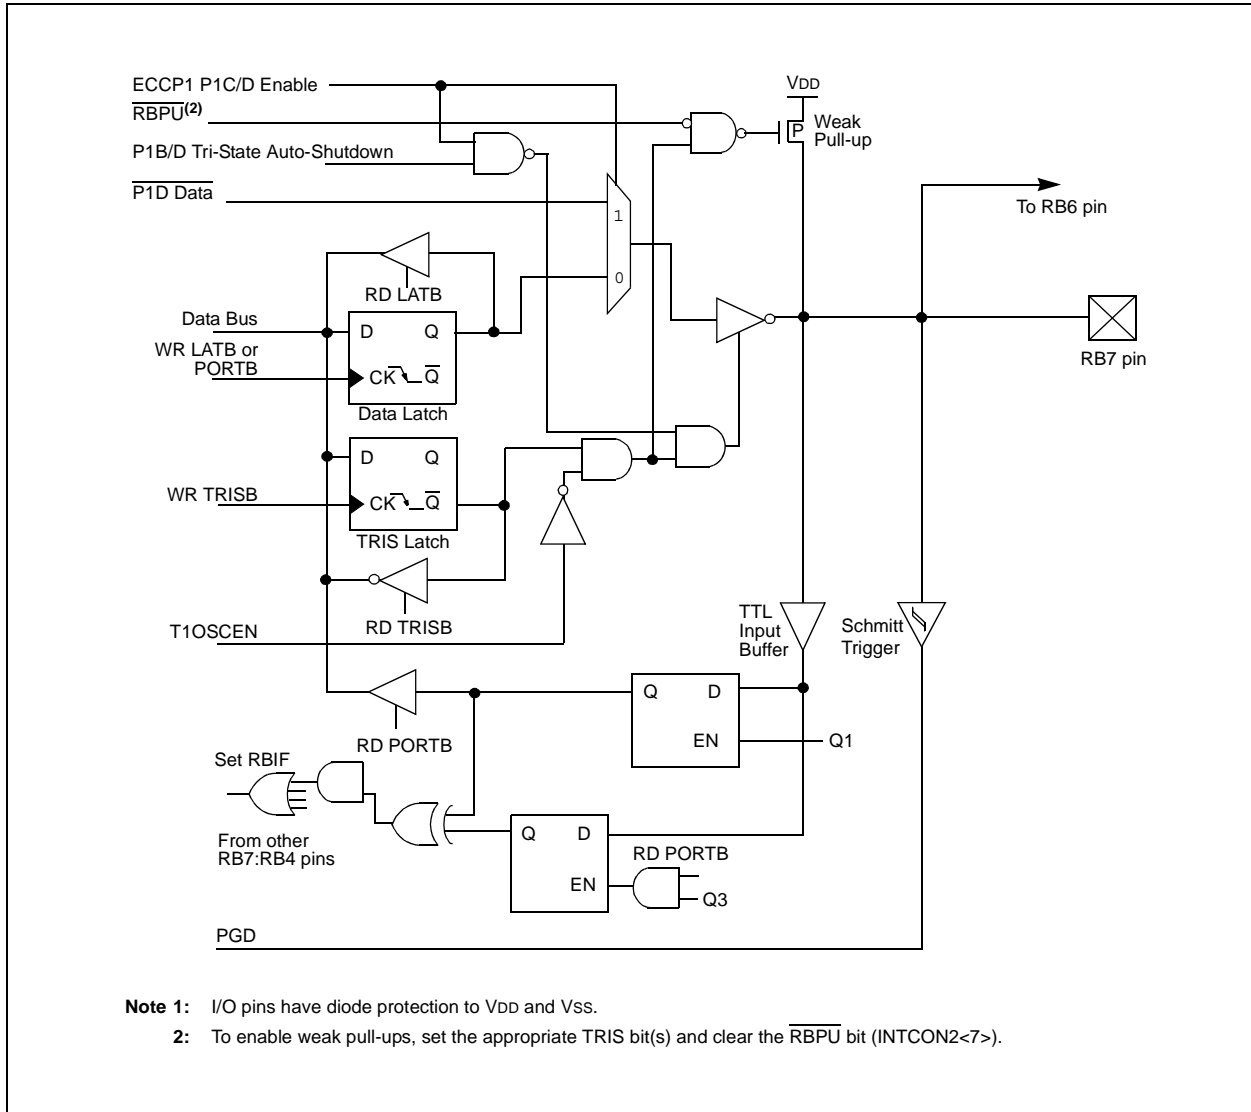 ECCP1 P1C/D Enable
RBPU(2)
P1B/D Tri-State Auto-Shutdown
P1D Data
VDD
P
Weak
Pull-up
To RB6 pin
1
0
RD LATB
Data Bus
WR LATB or
PORTB
D Q
CK Q
Data Latch
RB7 pin
D Q
WR TRISB
CK Q
TRIS Latch
RD TRISB
T1OSCEN
TTL
Input
Buffer
Schmitt
Trigger
Q D
EN
Q1
RD PORTB
Set RBIF
From other
RB7:RB4 pins
Q D
EN
RD PORTB
Q3
PGD
Note 1: I/O pins have diode protection to VDD and VSS.
2: To enable weak pull-ups, set the appropriate TRIS bit(s) and clear the RBPU bit (INTCON2<7>).